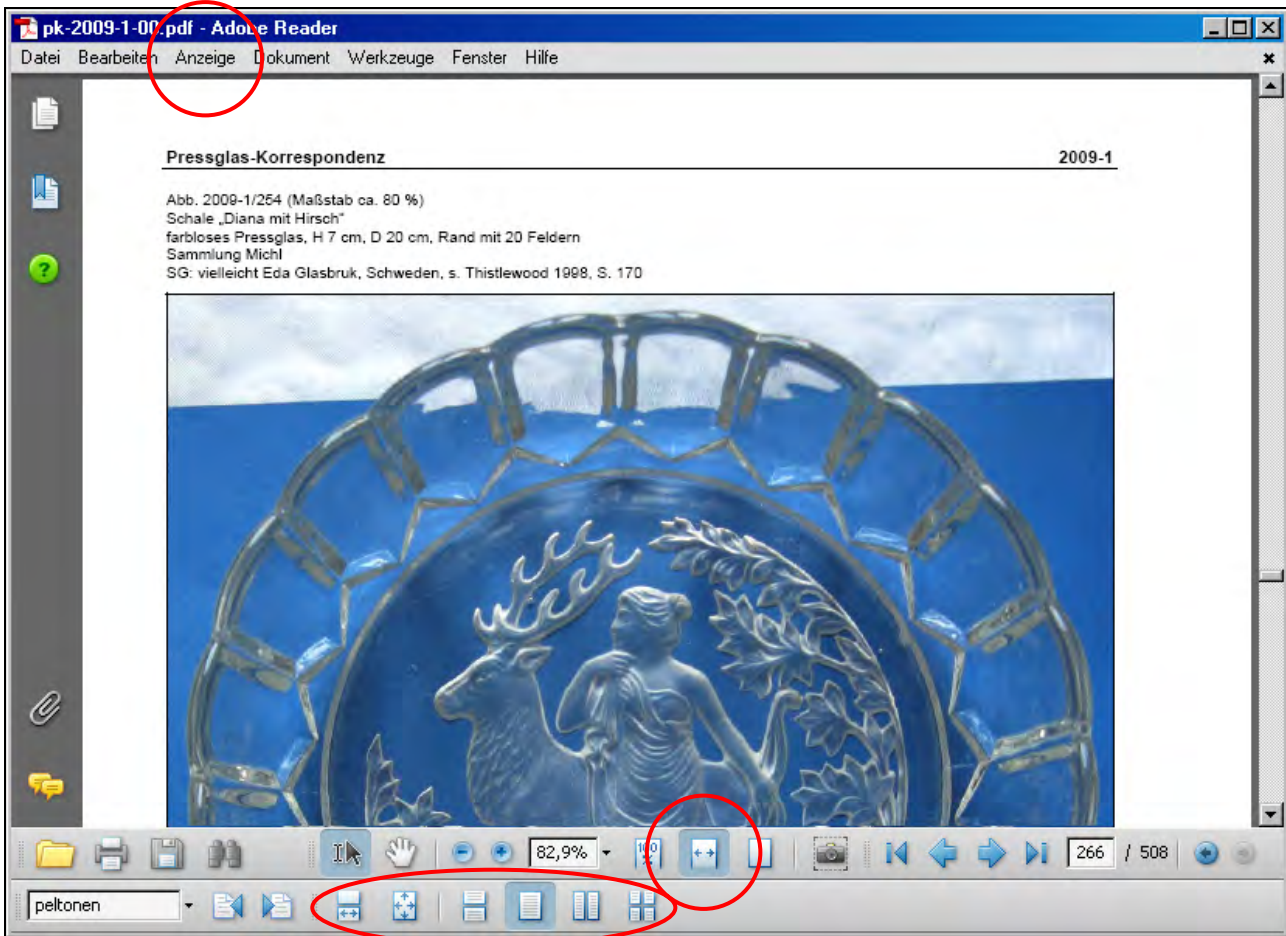 pk-2009-1-00.pdf - Adobe Reader
Datei Bearbeiten Anzeige Dokument Werkzeuge Fenster Hilfe
Pressglas-Korrespondenz 2009-1
Abb. 2009-1/254 (Maßstab ca. 80 %)
Schale „Diana mit Hirsch“
farbloses Pressglas, H 7 cm, D 20 cm, Rand mit 20 Feldern
Sammlung Michl
SG: vielleicht Eda Glasbruk, Schweden, s. Thistlewood 1998, S. 170
82,9% 266 / 508
peltonen